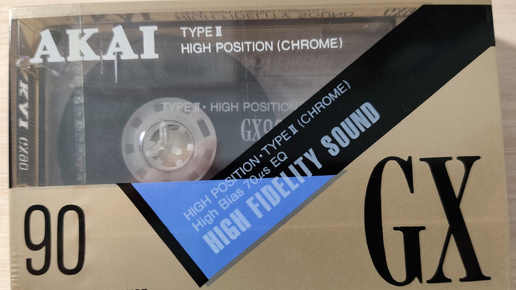 AKAI
TYPE II
HIGH POSITION (CHROME)
TYPE II · HIGH POSITION
HIGH POSITION · TYPE II (CHROME)
High Bias 70µs EQ
HIGH FIDELITY SOUND
90
GX